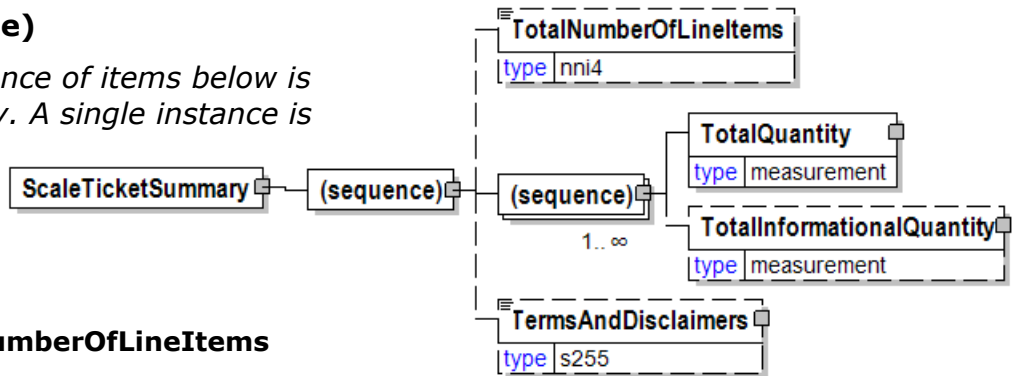 e)
nce of items below is
. A single instance is
TotalNumberOfLineItems
type nni4
TotalQuantity
type measurement
ScaleTicketSummary
(sequence)
(sequence)
1.. ∞
TotalInformationalQuantity
type measurement
TermsAndDisclaimers
type s255
umberOfLineItems